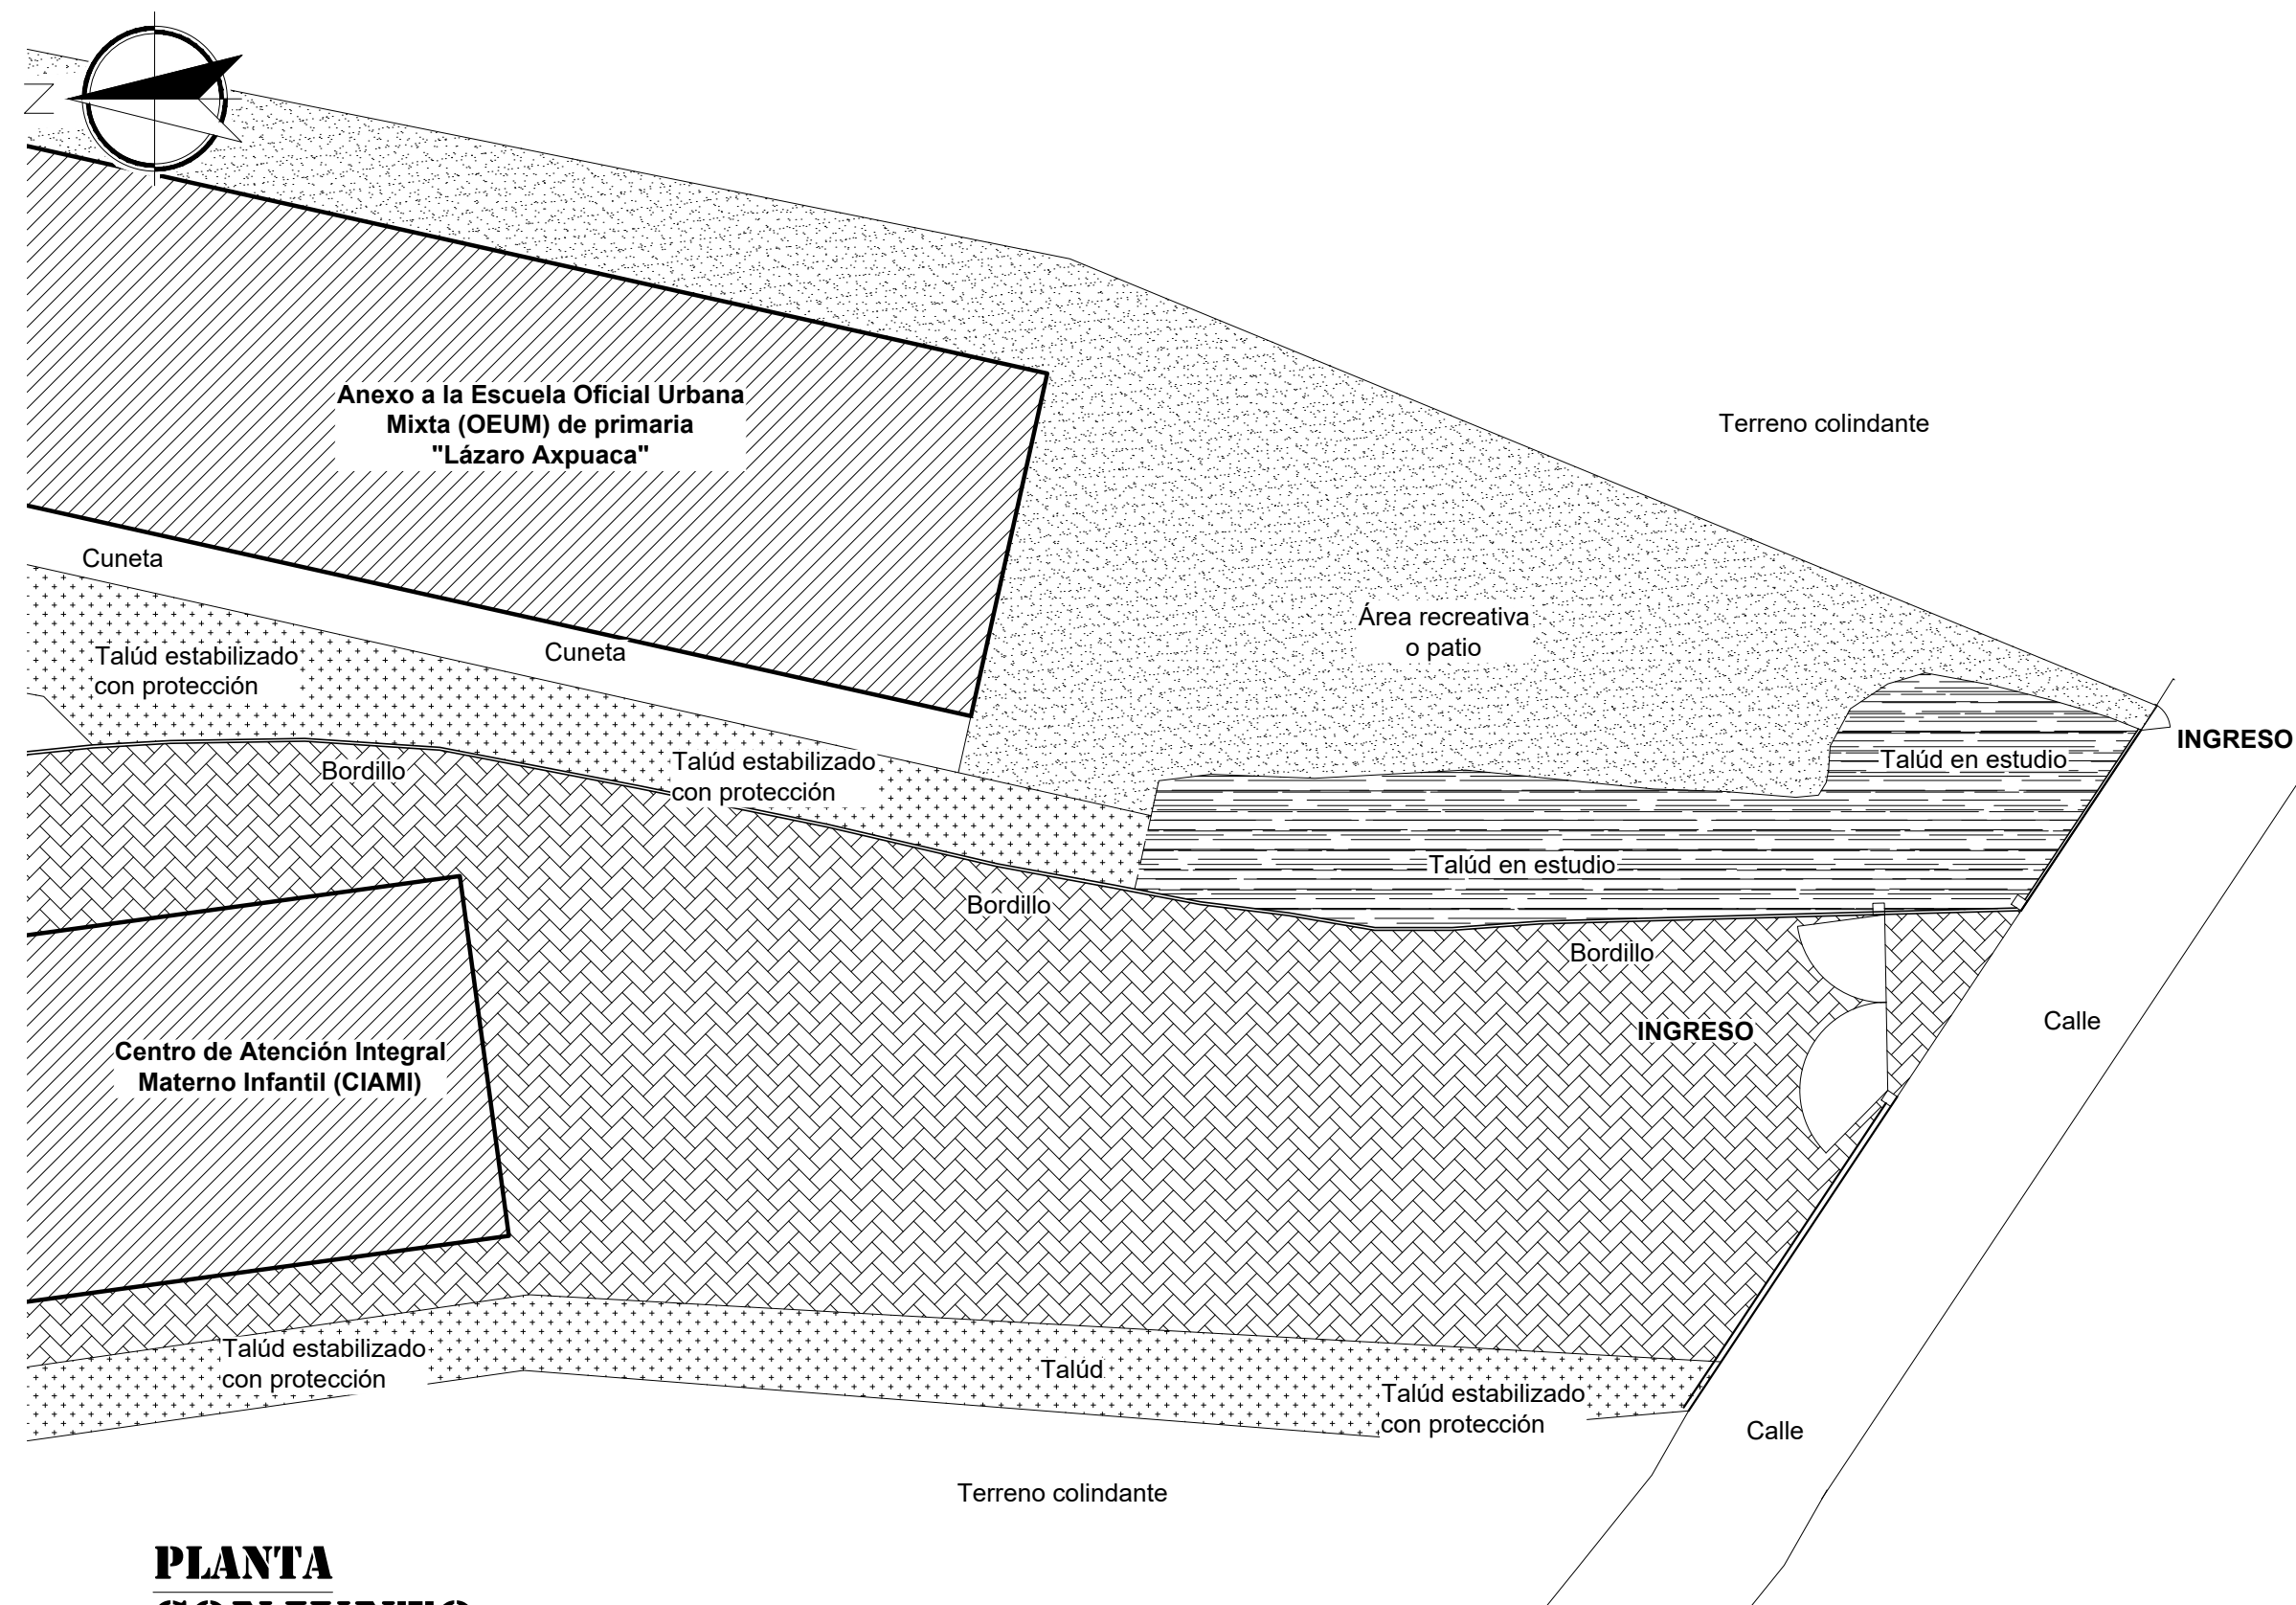 N
Anexo a la Escuela Oficial Urbana
Mixta (OEUM) de primaria
"Lázaro Axpuaca"
Terreno colindante
Cuneta
Área recreativa
o patio
Cuneta
Talúd estabilizado
con protección
INGRESO
Talúd en estudio
Bordillo
Talúd estabilizado
con protección
Talúd en estudio
Bordillo
Bordillo
INGRESO
Calle
Centro de Atención Integral
Materno Infantil (CIAMI)
Talúd estabilizado
con protección
Talúd
Talúd estabilizado
con protección
Calle
Terreno colindante
PLANTA
CONJUNTO